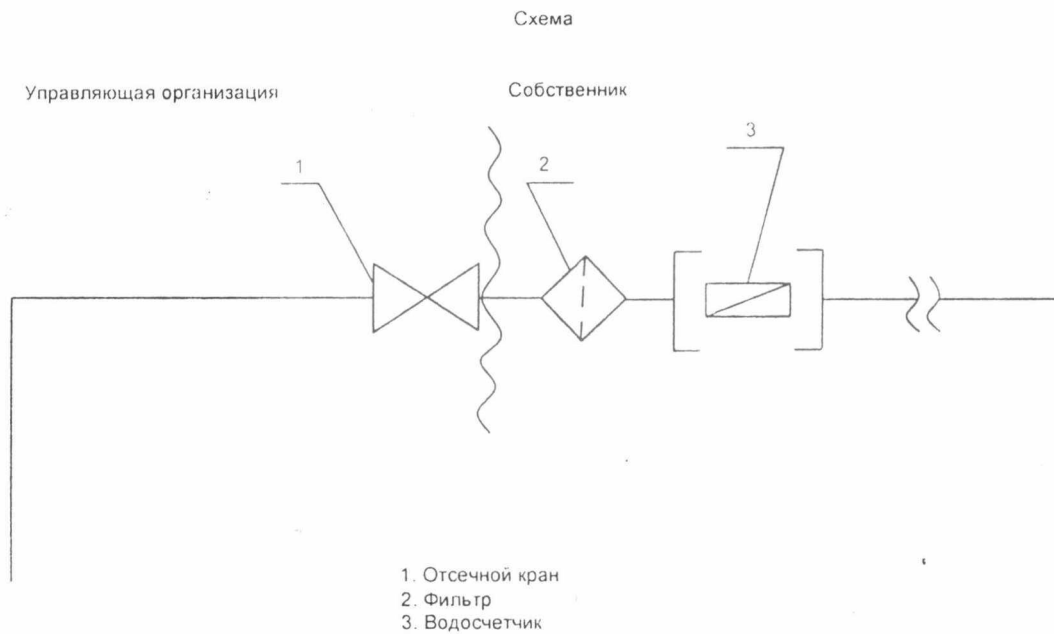 Схема
Управляющая организация
Собственник
1
2
3
1. Отсечной кран
2. Фильтр
3. Водосчетчик